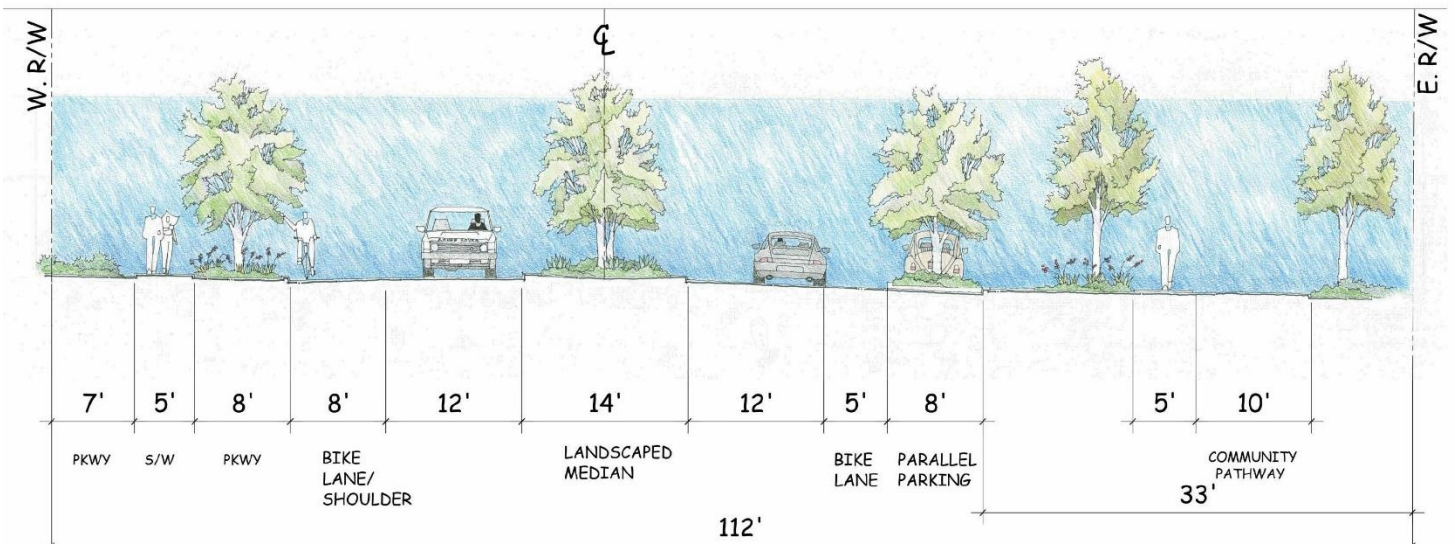 W. R/W
℄
E. R/W
7' 5' 8' 8' 12' 14' 12' 5' 8' 5' 10'
PKWY S/W PKWY BIKE
LANE/
SHOULDER
LANDSCAPED
MEDIAN
BIKE
LANE
PARALLEL
PARKING
COMMUNITY
PATHWAY
33'
112'